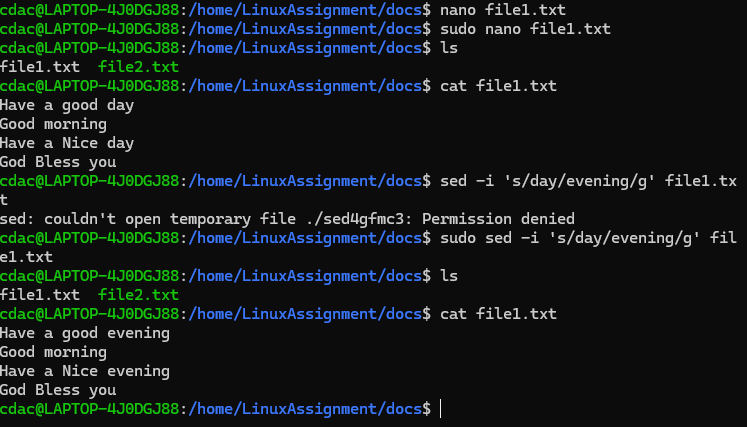 cdac@LAPTOP-4J0DGJ88:/home/LinuxAssignment/docs$ nano file1.txt
cdac@LAPTOP-4J0DGJ88:/home/LinuxAssignment/docs$ sudo nano file1.txt
cdac@LAPTOP-4J0DGJ88:/home/LinuxAssignment/docs$ ls
file1.txt  file2.txt
cdac@LAPTOP-4J0DGJ88:/home/LinuxAssignment/docs$ cat file1.txt
Have a good day
Good morning
Have a Nice day
God Bless you
cdac@LAPTOP-4J0DGJ88:/home/LinuxAssignment/docs$ sed -i 's/day/evening/g' file1.tx
t
sed: couldn't open temporary file ./sed4gfmc3: Permission denied
cdac@LAPTOP-4J0DGJ88:/home/LinuxAssignment/docs$ sudo sed -i 's/day/evening/g' fil
e1.txt
cdac@LAPTOP-4J0DGJ88:/home/LinuxAssignment/docs$ ls
file1.txt  file2.txt
cdac@LAPTOP-4J0DGJ88:/home/LinuxAssignment/docs$ cat file1.txt
Have a good evening
Good morning
Have a Nice evening
God Bless you
cdac@LAPTOP-4J0DGJ88:/home/LinuxAssignment/docs$